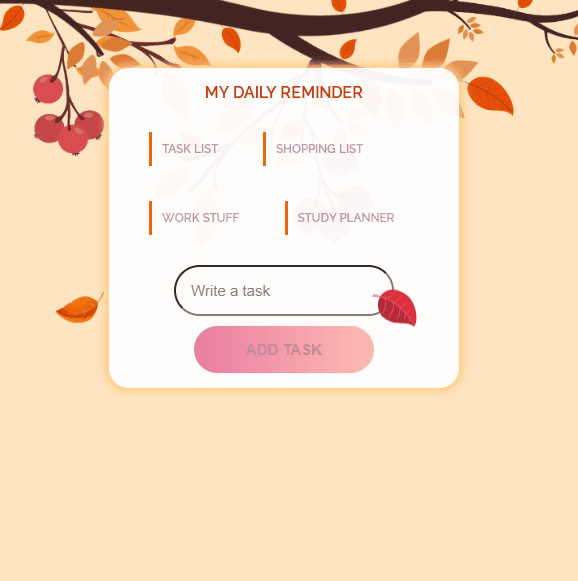 MY DAILY REMINDER
TASK LIST
SHOPPING LIST
WORK STUFF
STUDY PLANNER
Write a task
ADD TASK